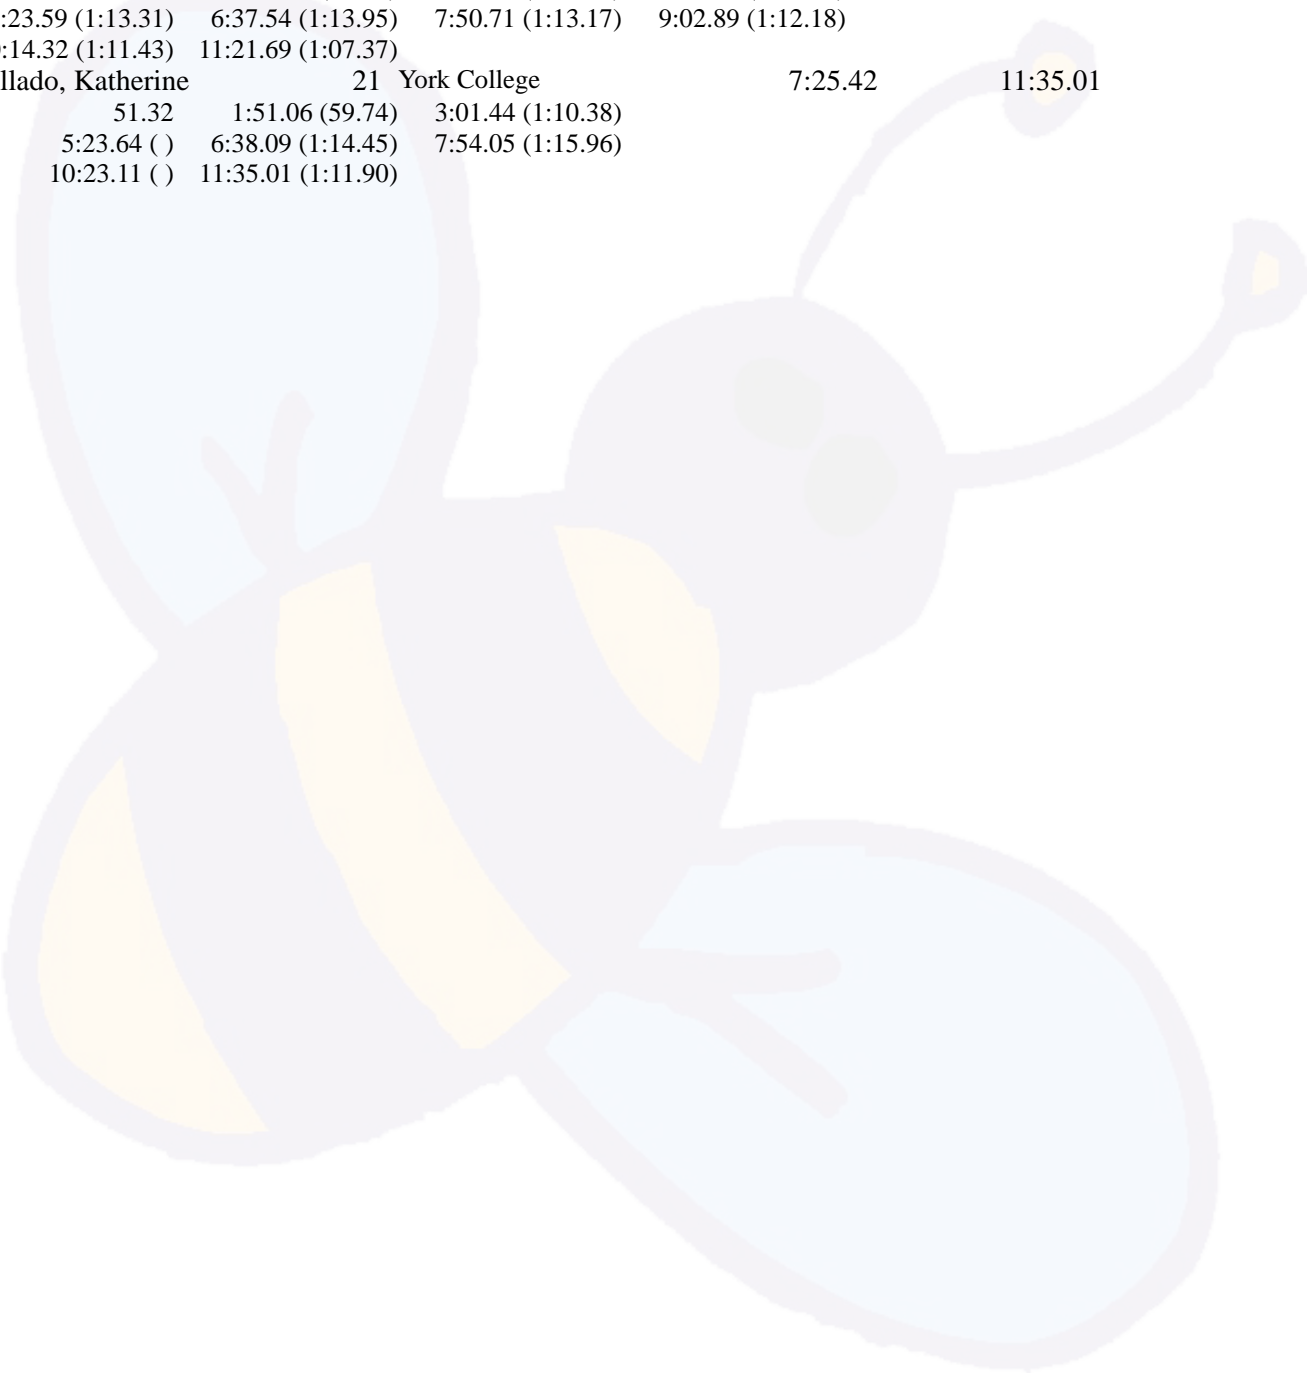 :23.59 (1:13.31) 6:37.54 (1:13.95) 7:50.71 (1:13.17) 9:02.89 (1:12.18)
:14.32 (1:11.43) 11:21.69 (1:07.37)
llado, Katherine 21 York College 7:25.42 11:35.01
51.32 1:51.06 (59.74) 3:01.44 (1:10.38)
5:23.64 ( ) 6:38.09 (1:14.45) 7:54.05 (1:15.96)
10:23.11 ( ) 11:35.01 (1:11.90)